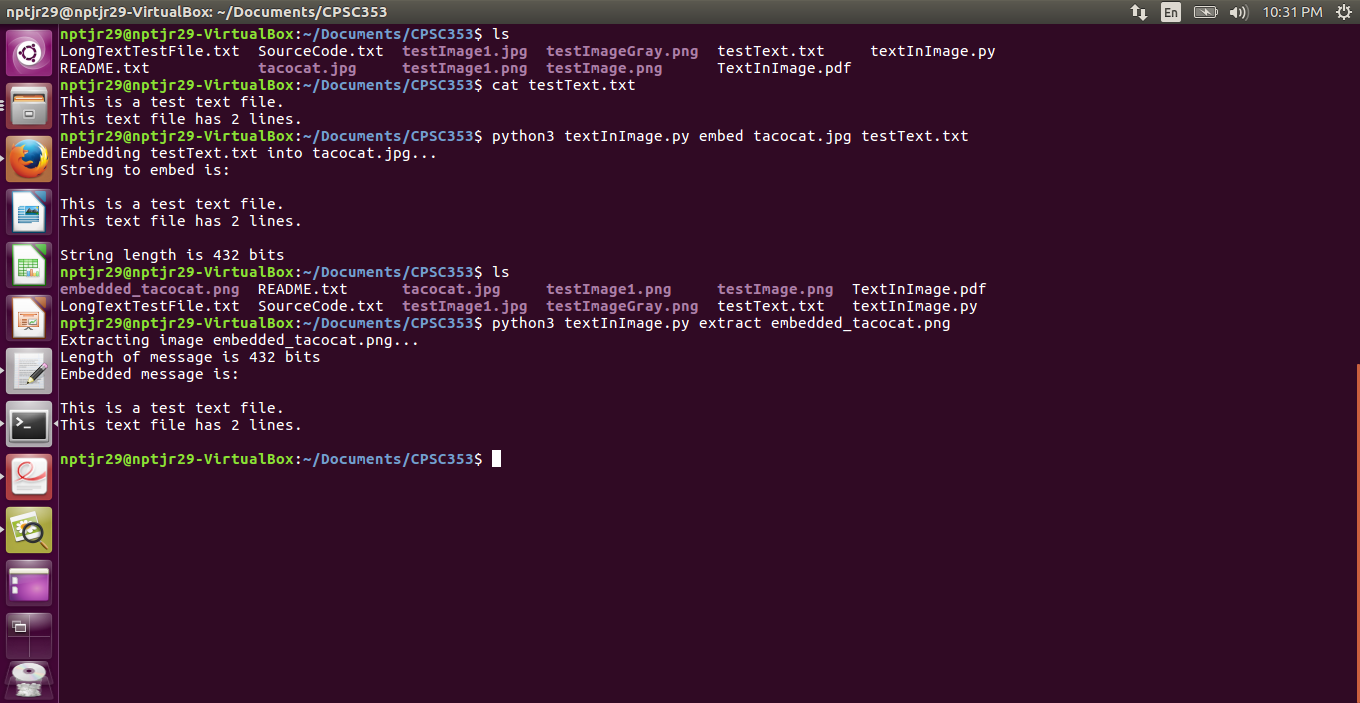 nptjr29@nptjr29-VirtualBox: ~/Documents/CPSC353 En 10:31 PM
nptjr29@nptjr29-VirtualBox:~/Documents/CPSC353$ ls
LongTextTestFile.txt SourceCode.txt testImage1.jpg testImageGray.png testText.txt textInImage.py
README.txt tacocat.jpg testImage1.png testImage.png TextInImage.pdf
nptjr29@nptjr29-VirtualBox:~/Documents/CPSC353$ cat testText.txt
This is a test text file.
This text file has 2 lines.
nptjr29@nptjr29-VirtualBox:~/Documents/CPSC353$ python3 textInImage.py embed tacocat.jpg testText.txt
Embedding testText.txt into tacocat.jpg...
String to embed is:
This is a test text file.
This text file has 2 lines.
String length is 432 bits
nptjr29@nptjr29-VirtualBox:~/Documents/CPSC353$ ls
embedded_tacocat.png README.txt tacocat.jpg testImage1.png testImage.png TextInImage.pdf
LongTextTestFile.txt SourceCode.txt testImage1.jpg testImageGray.png testText.txt textInImage.py
nptjr29@nptjr29-VirtualBox:~/Documents/CPSC353$ python3 textInImage.py extract embedded_tacocat.png
Extracting image embedded_tacocat.png...
Length of message is 432 bits
Embedded message is:
This is a test text file.
This text file has 2 lines.
nptjr29@nptjr29-VirtualBox:~/Documents/CPSC353$